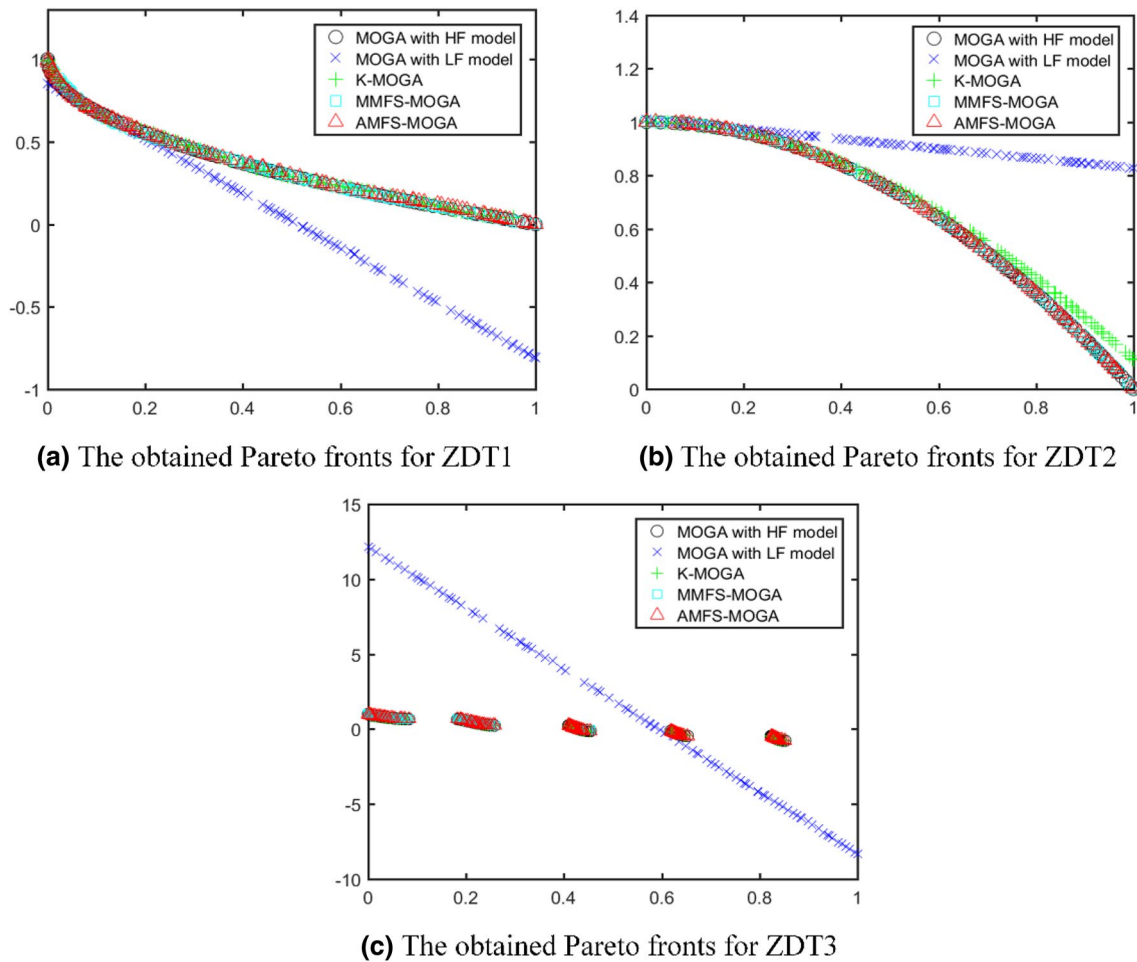 MOGA with HF model
MOGA with LF model
K-MOGA
MMFS-MOGA
AMFS-MOGA
1
0.5
0
-0.5
-1
0
0.2
0.4
0.6
0.8
1
(a) The obtained Pareto fronts for ZDT1
MOGA with HF model
MOGA with LF model
K-MOGA
MMFS-MOGA
AMFS-MOGA
1.4
1.2
1
0.8
0.6
0.4
0.2
0
0
0.2
0.4
0.6
0.8
1
(b) The obtained Pareto fronts for ZDT2
MOGA with HF model
MOGA with LF model
K-MOGA
MMFS-MOGA
AMFS-MOGA
15
10
5
0
-5
-10
0
0.2
0.4
0.6
0.8
1
(c) The obtained Pareto fronts for ZDT3